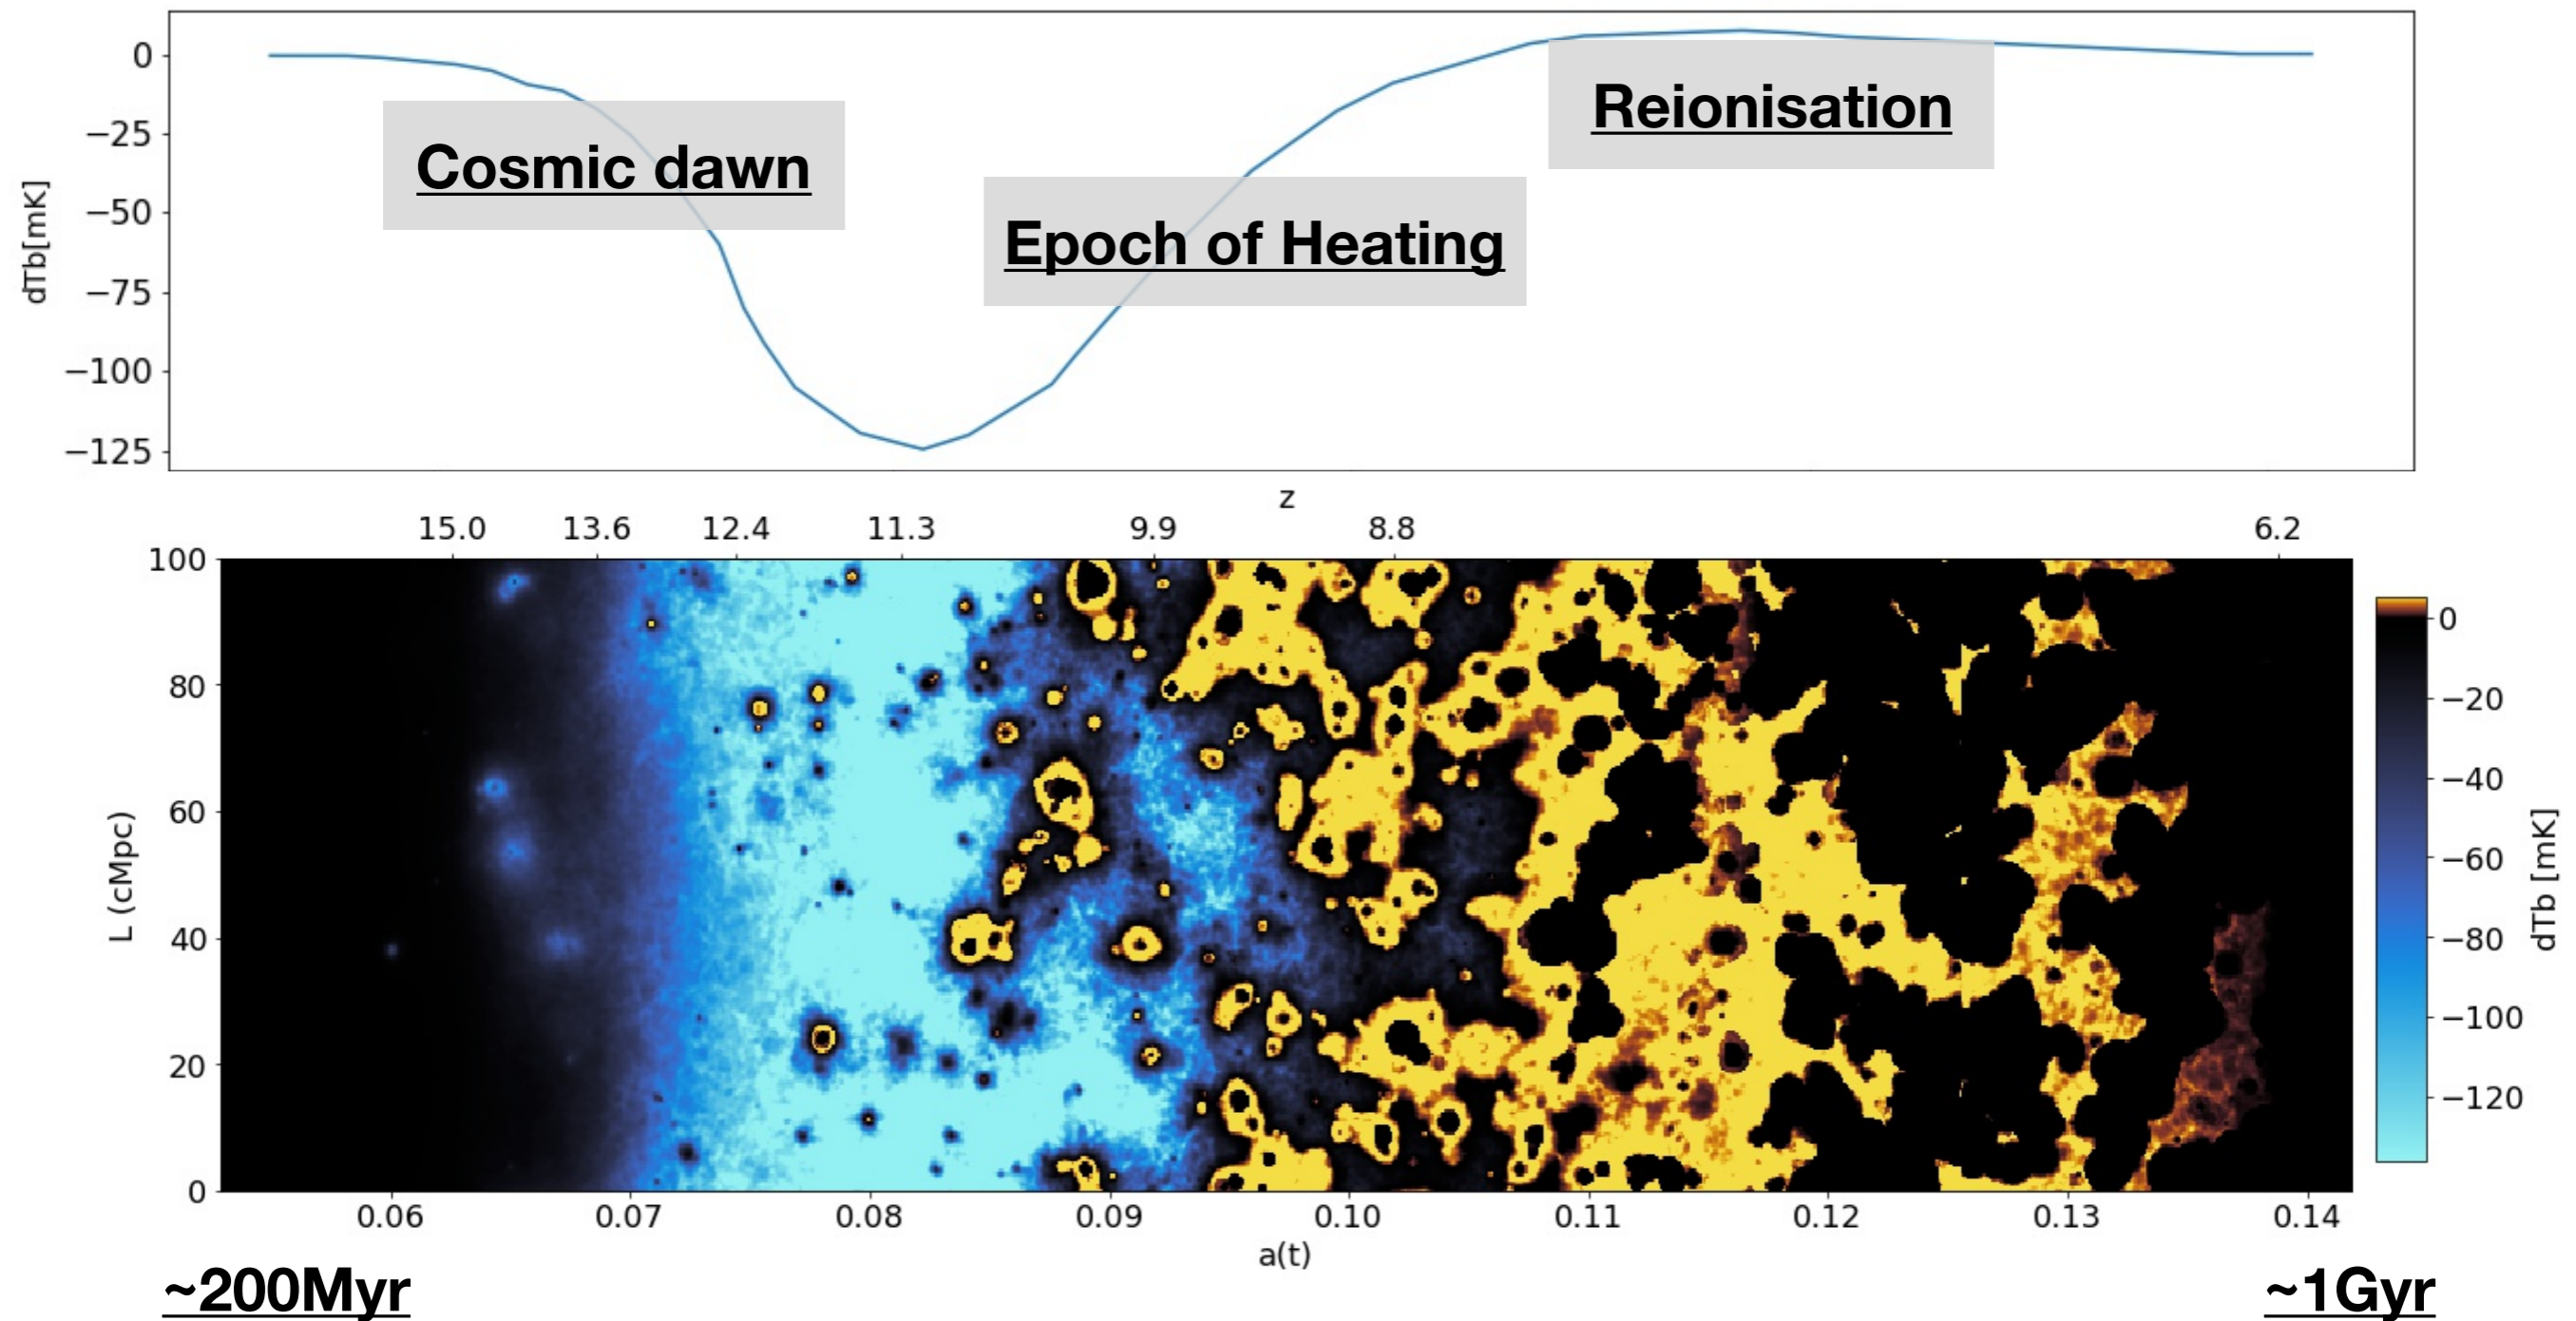 0
−25
−50
−75
−100
−125
dTb[mK]
Cosmic dawn
Epoch of Heating
Reionisation
z
15.0 13.6 12.4 11.3 9.9 8.8 6.2
100
80
60
40
20
0
L (cMpc)
0
−20
−40
−60
−80
−100
−120
dTb [mK]
0.06 0.07 0.08 0.09 0.10 0.11 0.12 0.13 0.14
a(t)
~200Myr
~1Gyr